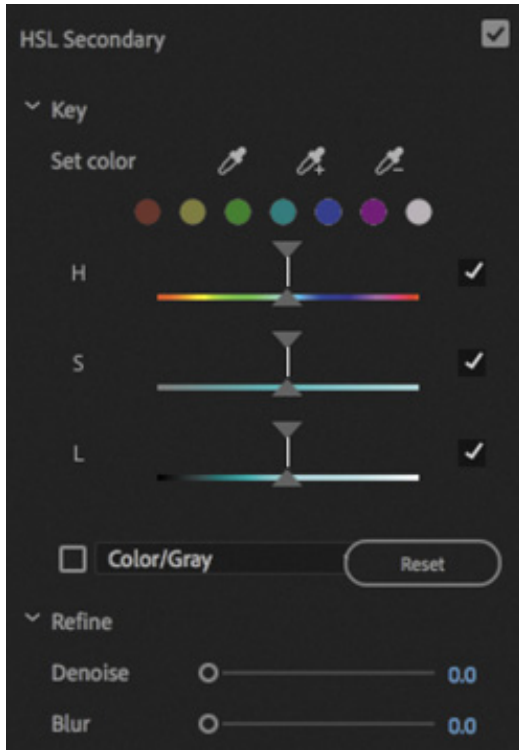 HSL Secondary
Key
Set color
H
S
L
Color/Gray Reset
Refine
Denoise 0.0
Blur 0.0